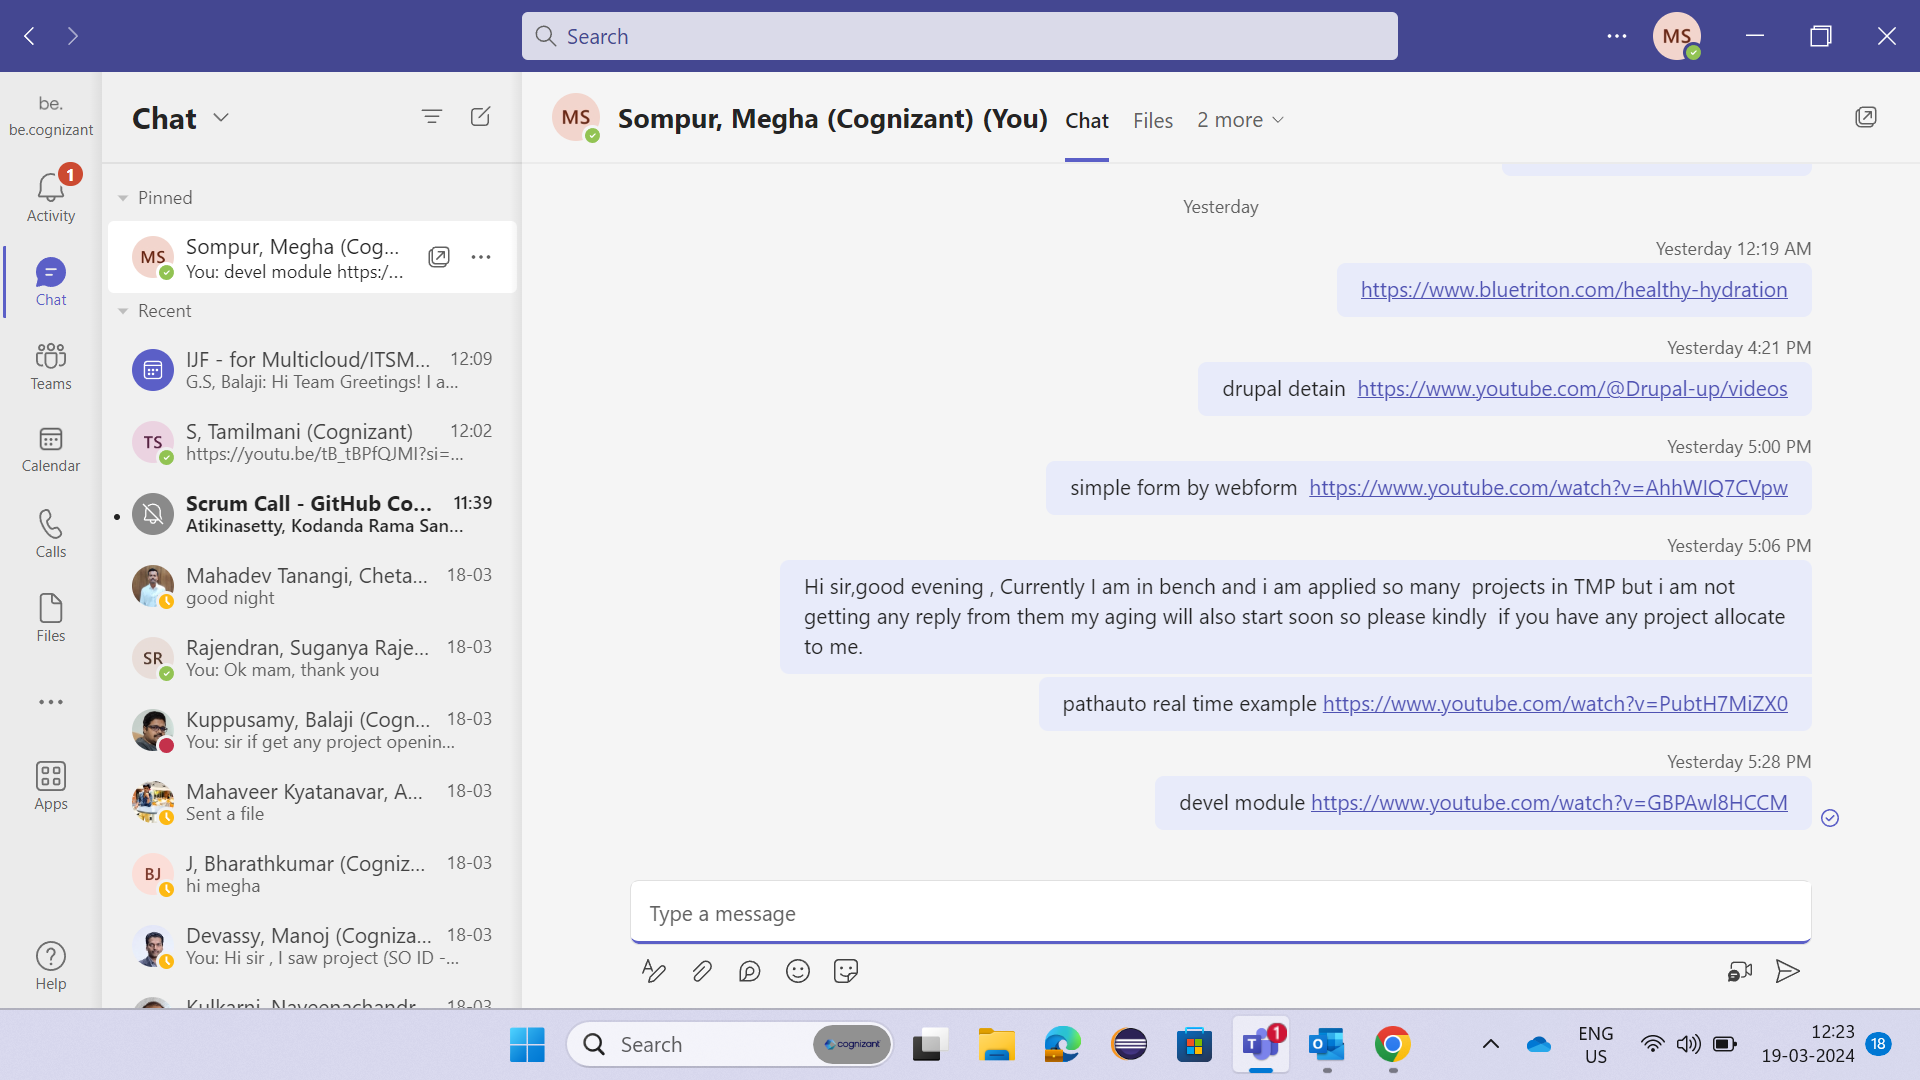 Search
MS
be.
be.cognizant
Chat
MS
Sompur, Megha (Cognizant) (You)
Chat
Files
2 more
1
Activity
Chat
Teams
Calendar
Calls
Files
Apps
Help
Pinned
MS
Sompur, Megha (Cog...
You: devel module https:/...
Recent
IJF - for Multicloud/ITSM... 12:09
G.S, Balaji: Hi Team Greetings! I a...
TS
S, Tamilmani (Cognizant) 12:02
https://youtu.be/tB_tBPfQJMI?si=...
Scrum Call - GitHub Co... 11:39
Atikinasetty, Kodanda Rama San...
Mahadev Tanangi, Cheta... 18-03
good night
SR
Rajendran, Suganya Raje... 18-03
You: Ok mam, thank you
Kuppusamy, Balaji (Cogn... 18-03
You: sir if get any project openin...
Mahaveer Kyatanavar, A... 18-03
Sent a file
BJ
J, Bharathkumar (Cogniz... 18-03
hi megha
Devassy, Manoj (Cogniza... 18-03
You: Hi sir , I saw project (SO ID -...
Kulkarni, Naveenachandr... 18-03
Yesterday
Yesterday 12:19 AM
https://www.bluetriton.com/healthy-hydration
Yesterday 4:21 PM
drupal detain https://www.youtube.com/@Drupal-up/videos
Yesterday 5:00 PM
simple form by webform https://www.youtube.com/watch?v=AhhWIQ7CVpw
Yesterday 5:06 PM
Hi sir,good evening , Currently I am in bench and i am applied so many projects in TMP but i am not
getting any reply from them my aging will also start soon so please kindly if you have any project allocate
to me.
pathauto real time example https://www.youtube.com/watch?v=PubtH7MiZX0
Yesterday 5:28 PM
devel module https://www.youtube.com/watch?v=GBPAwl8HCCM
Type a message
Search
cognizant
1
ENG
US
12:23
19-03-2024
18